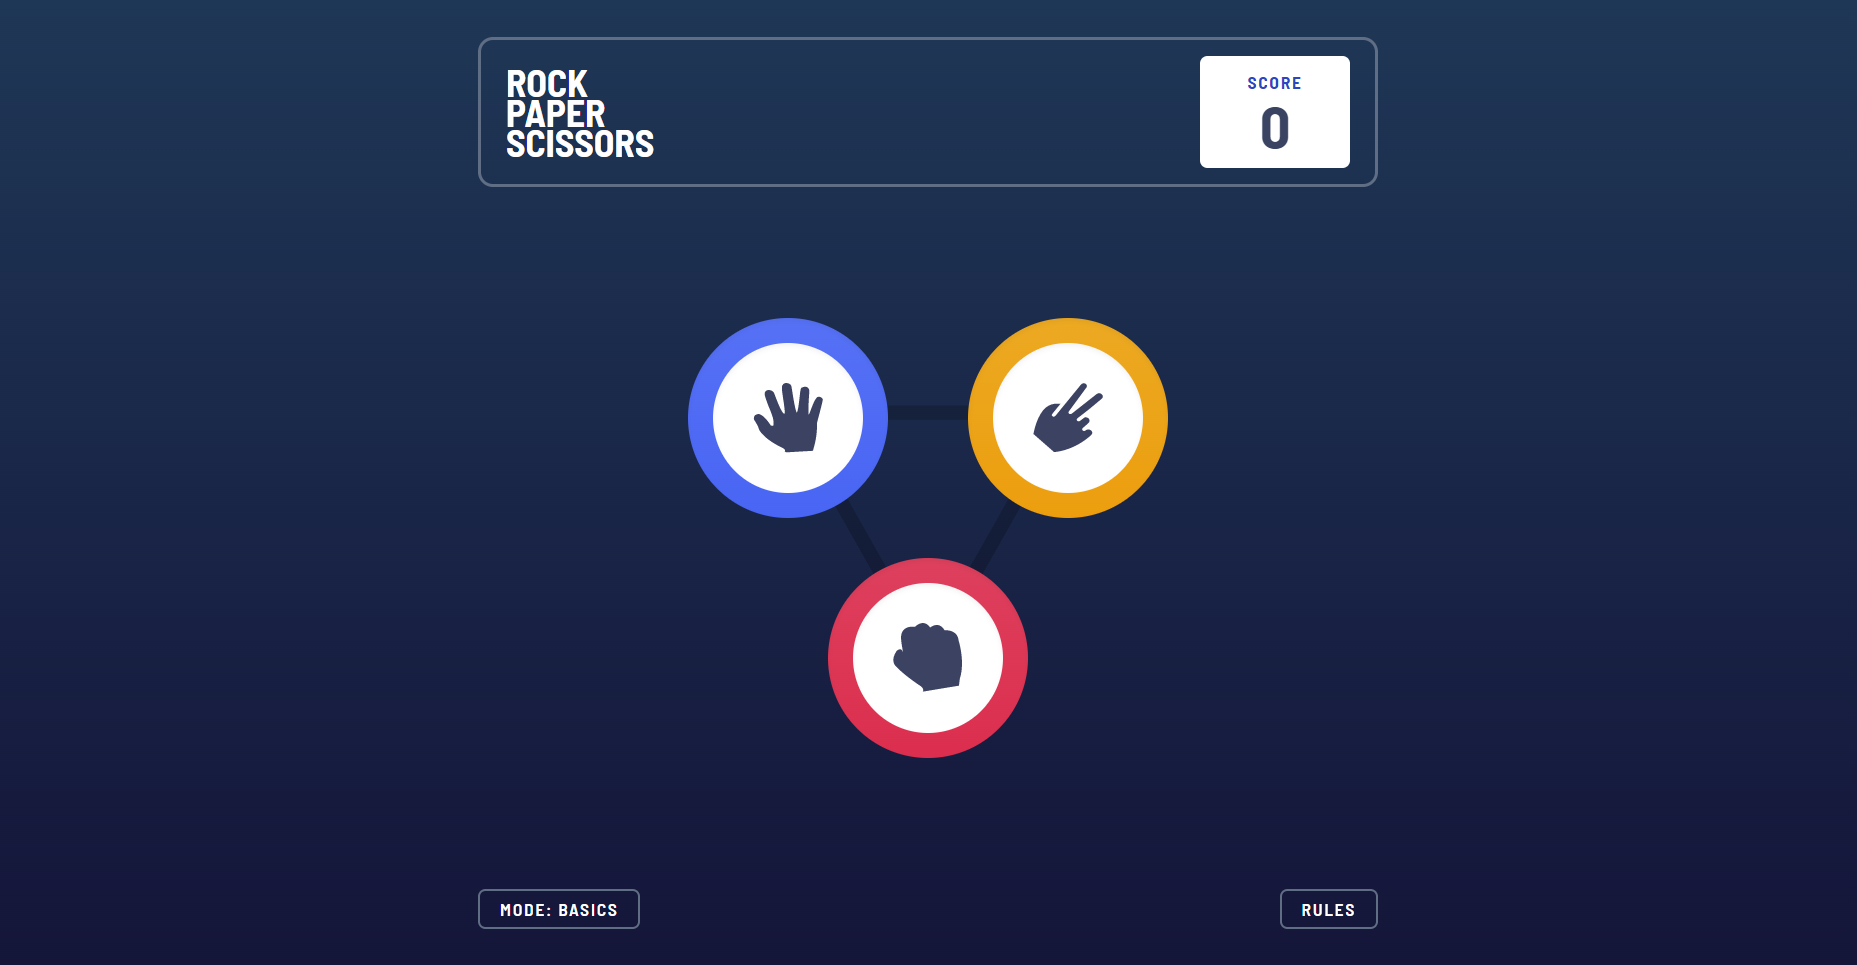 ROCK
PAPER
SCISSORS
SCORE
0
MODE: BASICS
RULES